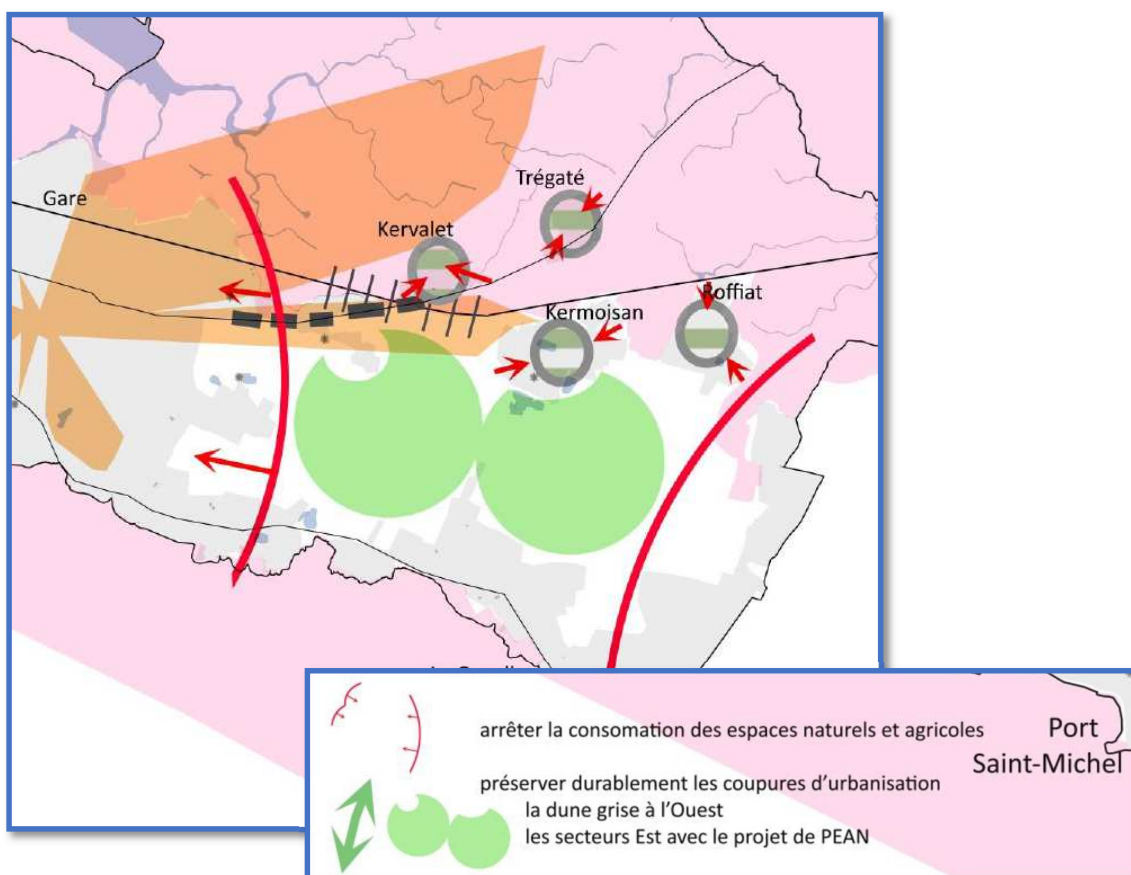 Gare
Trégaté
Kervalet
Roffiat
Kermoisan
arrêter la consomation des espaces naturels et agricoles
Port
Saint-Michel
préserver durablement les coupures d'urbanisation
la dune grise à l'Ouest
les secteurs Est avec le projet de PEAN